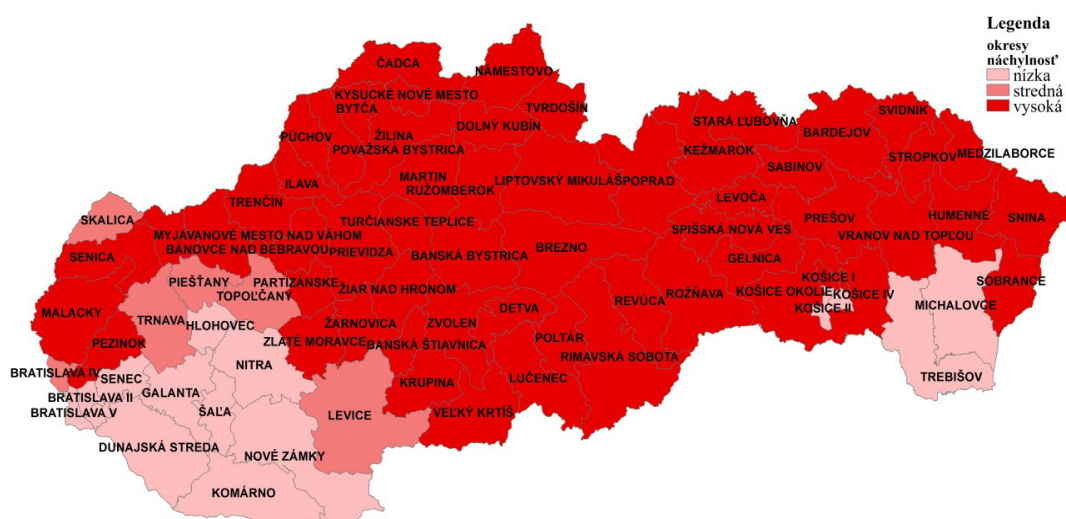 Legenda
okresy
náchylnosť
nízka
stredná
vysoká
ČADCA
NÁMESTOVO
KYSUCKÉ NOVÉ MESTO
BYTČA
TVRDOŠÍN
SVIDNÍK
STARÁ ĽUBOVŇA
DOLNÝ KUBÍN
BARDEJOV
PÚCHOV
ŽILINA
POVAŽSKÁ BYSTRICA
KEŽMAROK
STROPKOV
MEDZILABORCE
SABINOV
MARTIN
ILAVA
RUŽOMBEROK
LIPTOVSKÝ MIKULÁŠ
POPRAD
LEVOČA
TRENČÍN
SKALICA
TURČIANSKE TEPLICE
PREŠOV
HUMENNÉ
SNINA
SPIŠSKÁ NOVÁ VES
MYJAVA
NOVÉ MESTO NAD VÁHOM
VRANOV NAD TOPĽOU
BÁNOVCE NAD BEBRAVOU
PRIEVIDZA
BANSKÁ BYSTRICA
BREZNO
SENICA
GELNICA
KOŠICE I
PIEŠŤANY
PARTIZÁNSKE
SOBRANCE
TOPOĽČANY
ŽIAR NAD HRONOM
KOŠICE OKOLIE
KOŠICE IV
REVÚCA
ROŽŇAVA
KOŠICE II
MICHALOVCE
DETVA
MALACKY
TRNAVA
HLOHOVEC
ŽARNOVICA
ZVOLEN
POLTÁR
PEZINOK
ZLATÉ MORAVCE
BANSKÁ ŠTIAVNICA
RIMAVSKÁ SOBOTA
NITRA
BRATISLAVA IV
SENEC
LUČENEC
TREBIŠOV
KRUPINA
BRATISLAVA II
GALANTA
BRATISLAVA V
ŠAĽA
LEVICE
VEĽKÝ KRTÍŠ
DUNAJSKÁ STREDA
NOVÉ ZÁMKY
KOMÁRNO